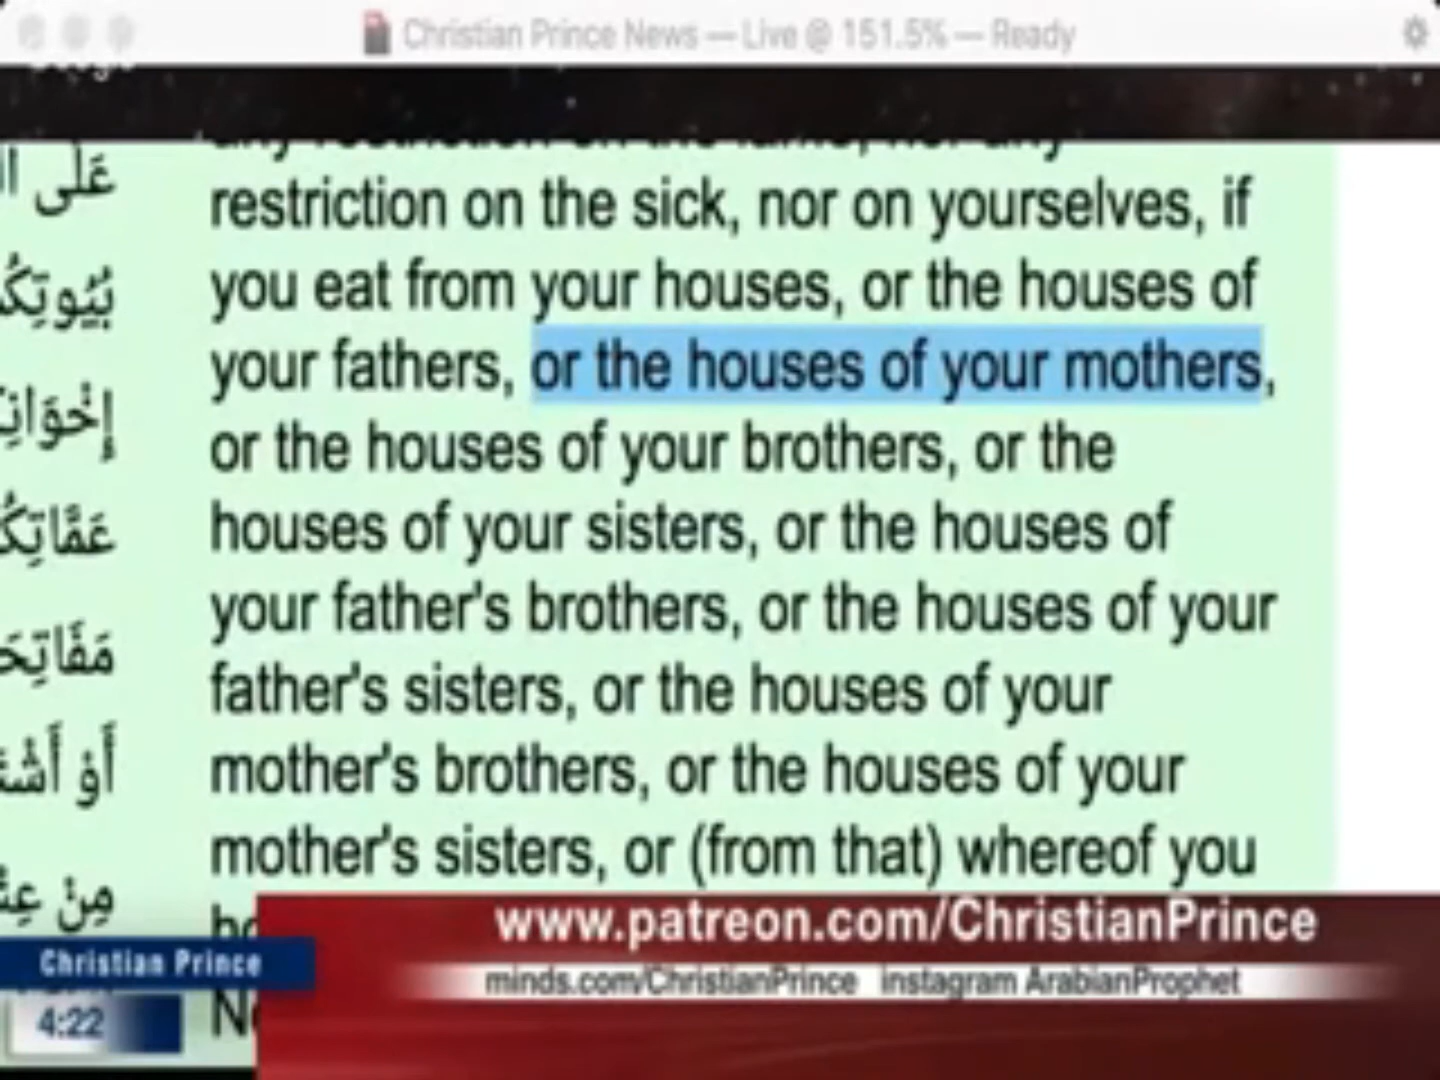 Christian Prince News — Live @ 151.5% — Ready
restriction on the sick, nor on yourselves, if
you eat from your houses, or the houses of
your fathers, or the houses of your mothers,
or the houses of your brothers, or the
houses of your sisters, or the houses of
your father's brothers, or the houses of your
father's sisters, or the houses of your
mother's brothers, or the houses of your
mother's sisters, or (from that) whereof you
عَلَى
مِنْ
أَوْ
www.patreon.com/ChristianPrince
minds.com/ChristianPrince instagram ArabianProphet
Christian Prince
4:22